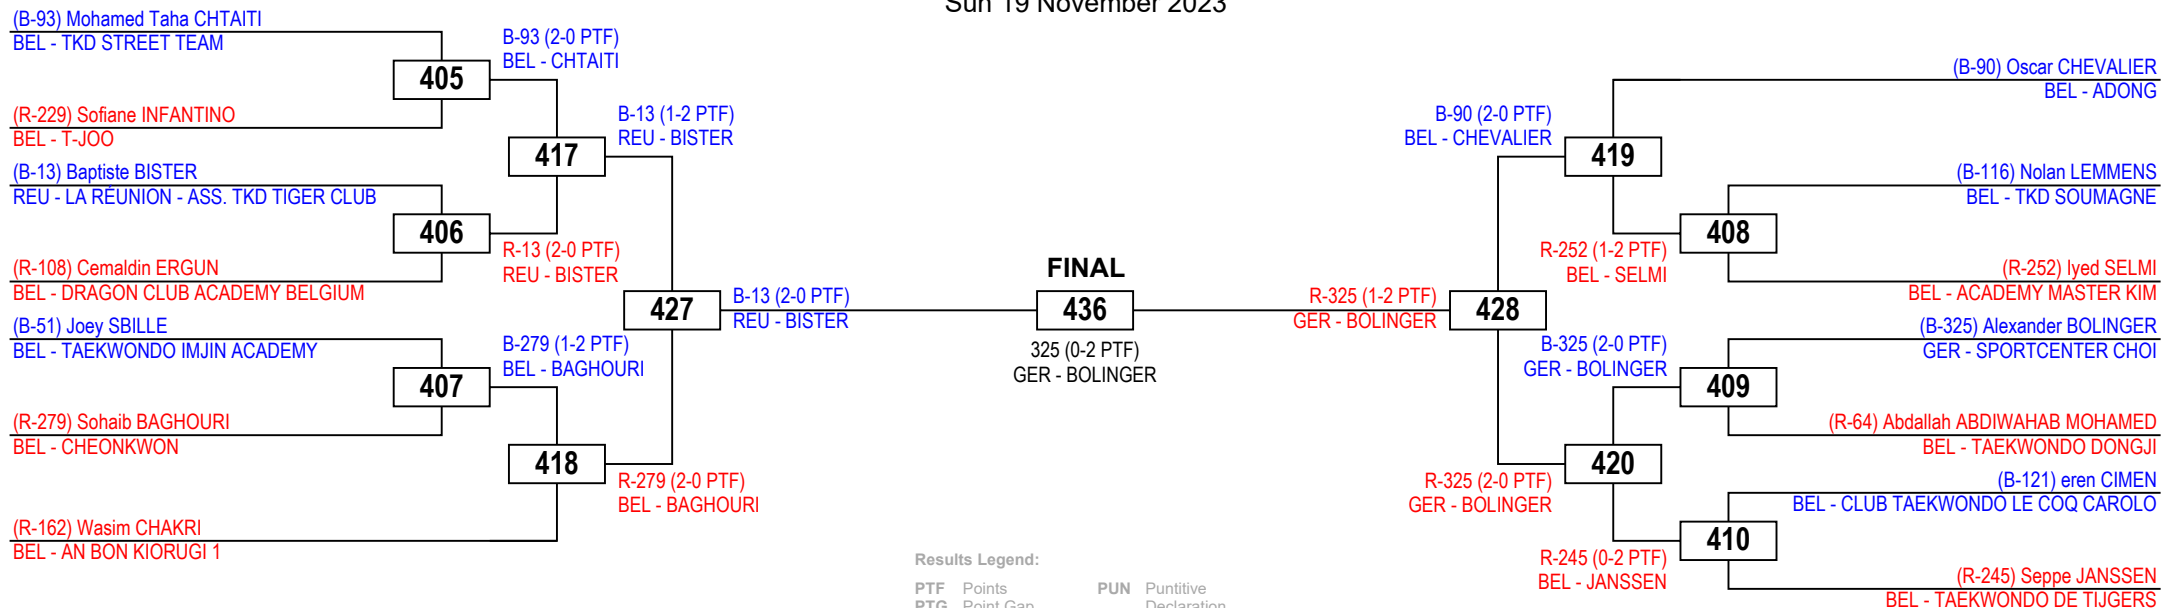 Sun 19 November 2023
(B-93) Mohamed Taha CHTAITI
BEL - TKD STREET TEAM
405
(R-229) Sofiane INFANTINO
BEL - T-JOO
(B-13) Baptiste BISTER
REU - LA RÉUNION - ASS. TKD TIGER CLUB
406
(R-108) Cemaldin ERGUN
BEL - DRAGON CLUB ACADEMY BELGIUM
(B-51) Joey SBILLE
BEL - TAEKWONDO IMJIN ACADEMY
407
(R-279) Sohaib BAGHOURI
BEL - CHEONKWON
(R-162) Wasim CHAKRI
BEL - AN BON KIORUGI 1
B-93 (2-0 PTF)
BEL - CHTAITI
417
R-13 (2-0 PTF)
REU - BISTER
B-279 (1-2 PTF)
BEL - BAGHOURI
418
B-13 (1-2 PTF)
REU - BISTER
427
R-279 (2-0 PTF)
BEL - BAGHOURI
B-13 (2-0 PTF)
REU - BISTER
FINAL
436
325 (0-2 PTF)
GER - BOLINGER
R-325 (1-2 PTF)
GER - BOLINGER
428
B-90 (2-0 PTF)
BEL - CHEVALIER
419
R-252 (1-2 PTF)
BEL - SELMI
B-325 (2-0 PTF)
GER - BOLINGER
420
R-325 (2-0 PTF)
GER - BOLINGER
R-245 (0-2 PTF)
BEL - JANSSEN
(B-90) Oscar CHEVALIER
BEL - ADONG
(B-116) Nolan LEMMENS
BEL - TKD SOUMAGNE
408
(R-252) Iyed SELMI
BEL - ACADEMY MASTER KIM
(B-325) Alexander BOLINGER
GER - SPORTCENTER CHOI
409
(R-64) Abdallah ABDIWAHAB MOHAMED
BEL - TAEKWONDO DONGJI
(B-121) eren CIMEN
BEL - CLUB TAEKWONDO LE COQ CAROLO
410
(R-245) Seppe JANSSEN
BEL - TAEKWONDO DE TIJGERS
Results Legend:
PTF Points PUN Puntitive
PTG Point Gap Declaration